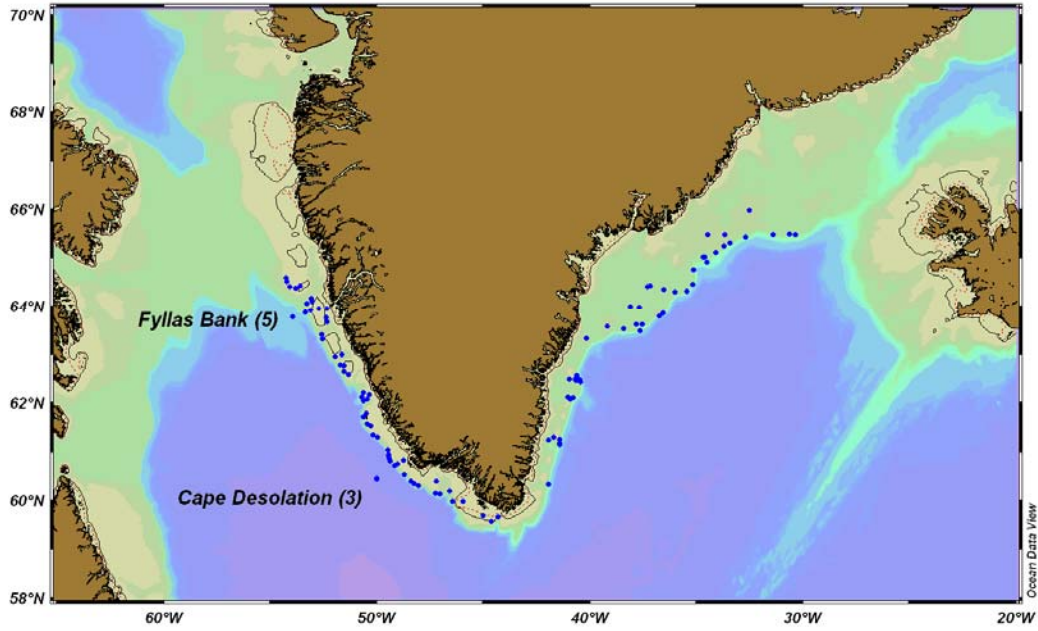 70°N
68°N
66°N
64°N
Fyllas Bank (5)
62°N
Cape Desolation (3)
60°N
58°N
60°W
50°W
40°W
30°W
20°W
Ocean Data View